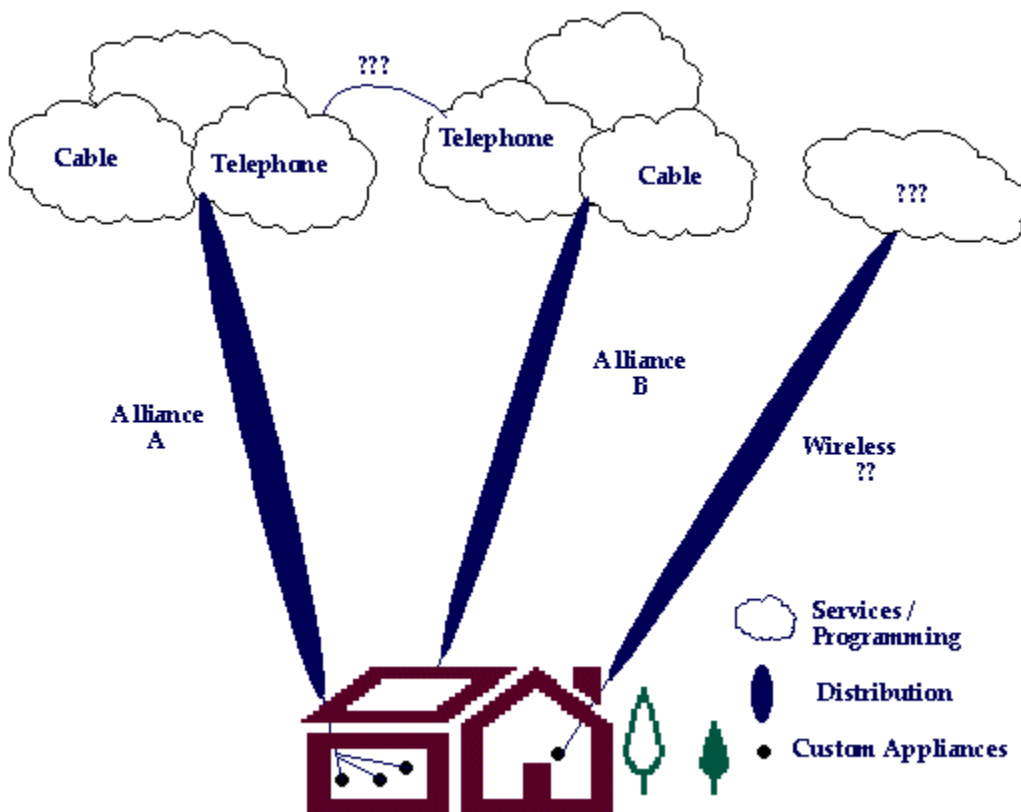 ???
Cable
Telephone
Telephone
Cable
???
Alliance
A
Alliance
B
Wireless
??
Services /
Programming
Distribution
Custom Appliances